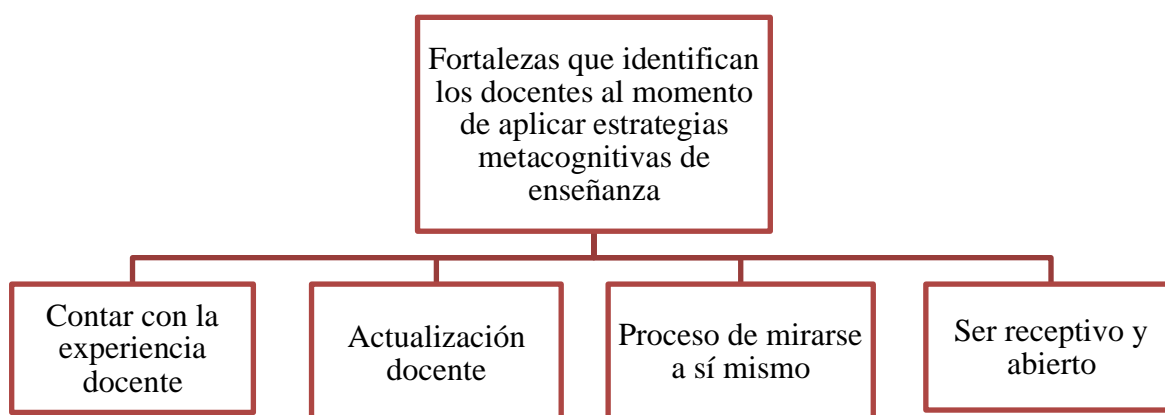 Fortalezas que identifican
los docentes al momento
de aplicar estrategias
metacognitivas de
enseñanza
Contar con la
experiencia
docente
Actualización
docente
Proceso de mirarse
a sí mismo
Ser receptivo y
abierto